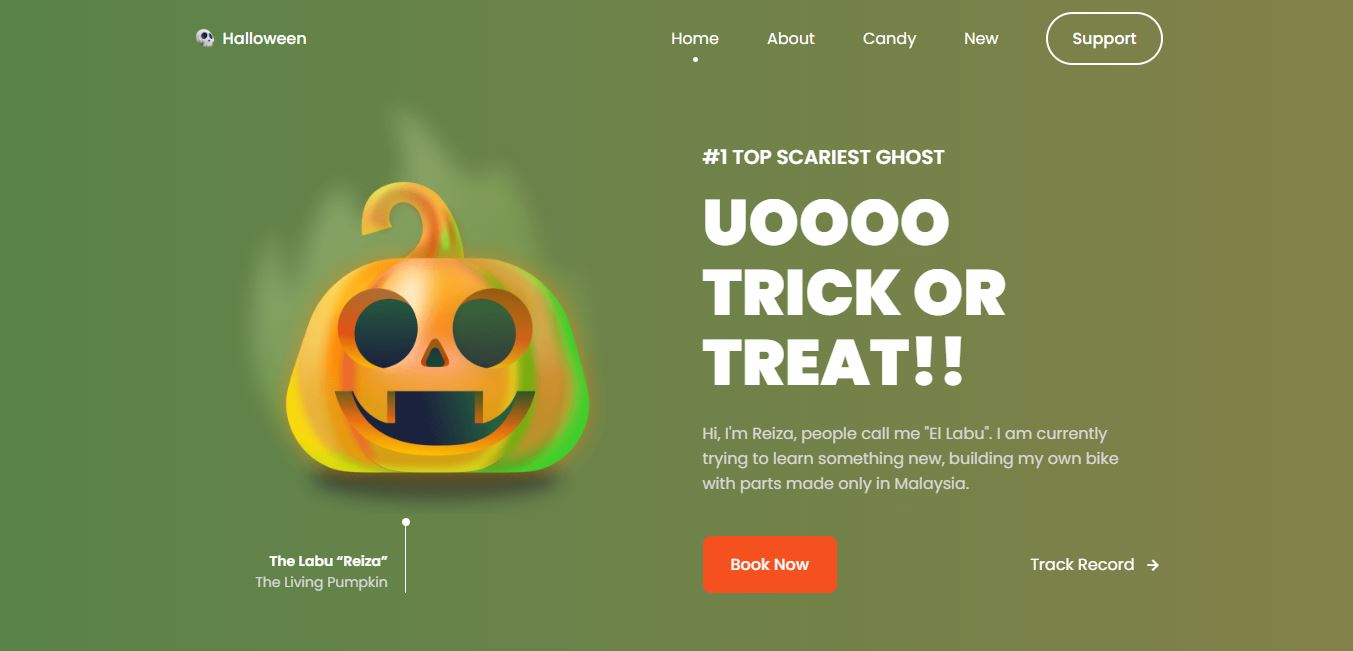 Halloween
Home
About
Candy
New
Support
#1 TOP SCARIEST GHOST
UOOOO
TRICK OR
TREAT!!
Hi, I'm Reiza, people call me "El Labu". I am currently
trying to learn something new, building my own bike
with parts made only in Malaysia.
The Labu “Reiza”
The Living Pumpkin
Book Now
Track Record →